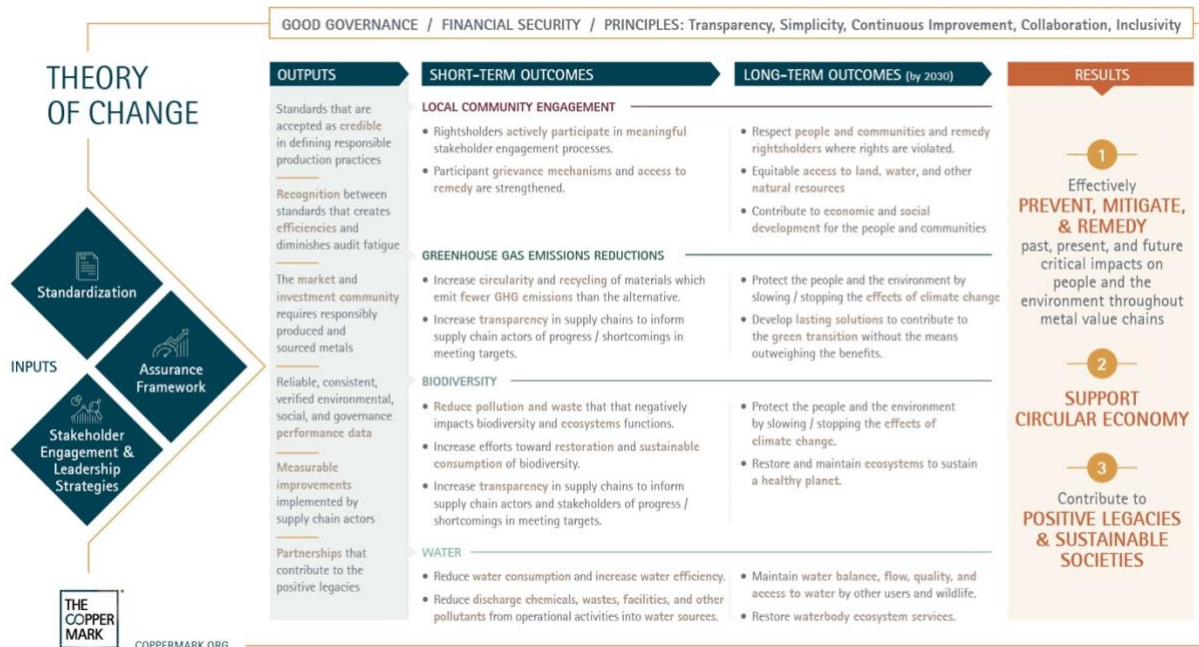 GOOD GOVERNANCE / FINANCIAL SECURITY / PRINCIPLES: Transparency, Simplicity, Continuous Improvement, Collaboration, Inclusivity
THEORY
OF CHANGE
INPUTS
Standardization
Assurance
Framework
Stakeholder
Engagement &
Leadership
Strategies
THE
COPPER
MARK
COPPERMARK.ORG
OUTPUTS
Standards that are
accepted as credible
in defining responsible
production practices
Recognition between
standards that creates
efficiencies and
diminishes audit fatigue
The market and
investment community
requires responsibly
produced and
sourced metals
Reliable, consistent,
verified environmental,
social, and governance
performance data
Measurable
improvements
implemented by
supply chain actors
Partnerships that
contribute to the
positive legacies
SHORT-TERM OUTCOMES
LONG-TERM OUTCOMES (by 2030)
LOCAL COMMUNITY ENGAGEMENT
• Rightsholders actively participate in meaningful
stakeholder engagement processes.
• Participant grievance mechanisms and access to
remedy are strengthened.
• Respect people and communities and remedy
rightsholders where rights are violated.
• Equitable access to land, water, and other
natural resources
• Contribute to economic and social
development for the people and communities
GREENHOUSE GAS EMISSIONS REDUCTIONS
• Increase circularity and recycling of materials which
emit fewer GHG emissions than the alternative.
• Increase transparency in supply chains to inform
supply chain actors of progress / shortcomings in
meeting targets.
• Protect the people and the environment by
slowing / stopping the effects of climate change
• Develop lasting solutions to contribute to
the green transition without the means
outweighing the benefits.
BIODIVERSITY
• Reduce pollution and waste that that negatively
impacts biodiversity and ecosystems functions.
• Increase efforts toward restoration and sustainable
consumption of biodiversity.
• Increase transparency in supply chains to inform
supply chain actors and stakeholders of progress /
shortcomings in meeting targets.
• Protect the people and the environment
by slowing / stopping the effects of
climate change.
• Restore and maintain ecosystems to sustain
a healthy planet.
WATER
• Reduce water consumption and increase water efficiency.
• Reduce discharge chemicals, wastes, facilities, and other
pollutants from operational activities into water sources.
• Maintain water balance, flow, quality, and
access to water by other users and wildlife.
• Restore waterbody ecosystem services.
RESULTS
1
Effectively
PREVENT, MITIGATE,
& REMEDY
past, present, and future
critical impacts on
people and the
environment throughout
metal value chains
2
SUPPORT
CIRCULAR ECONOMY
3
Contribute to
POSITIVE LEGACIES
& SUSTAINABLE
SOCIETIES